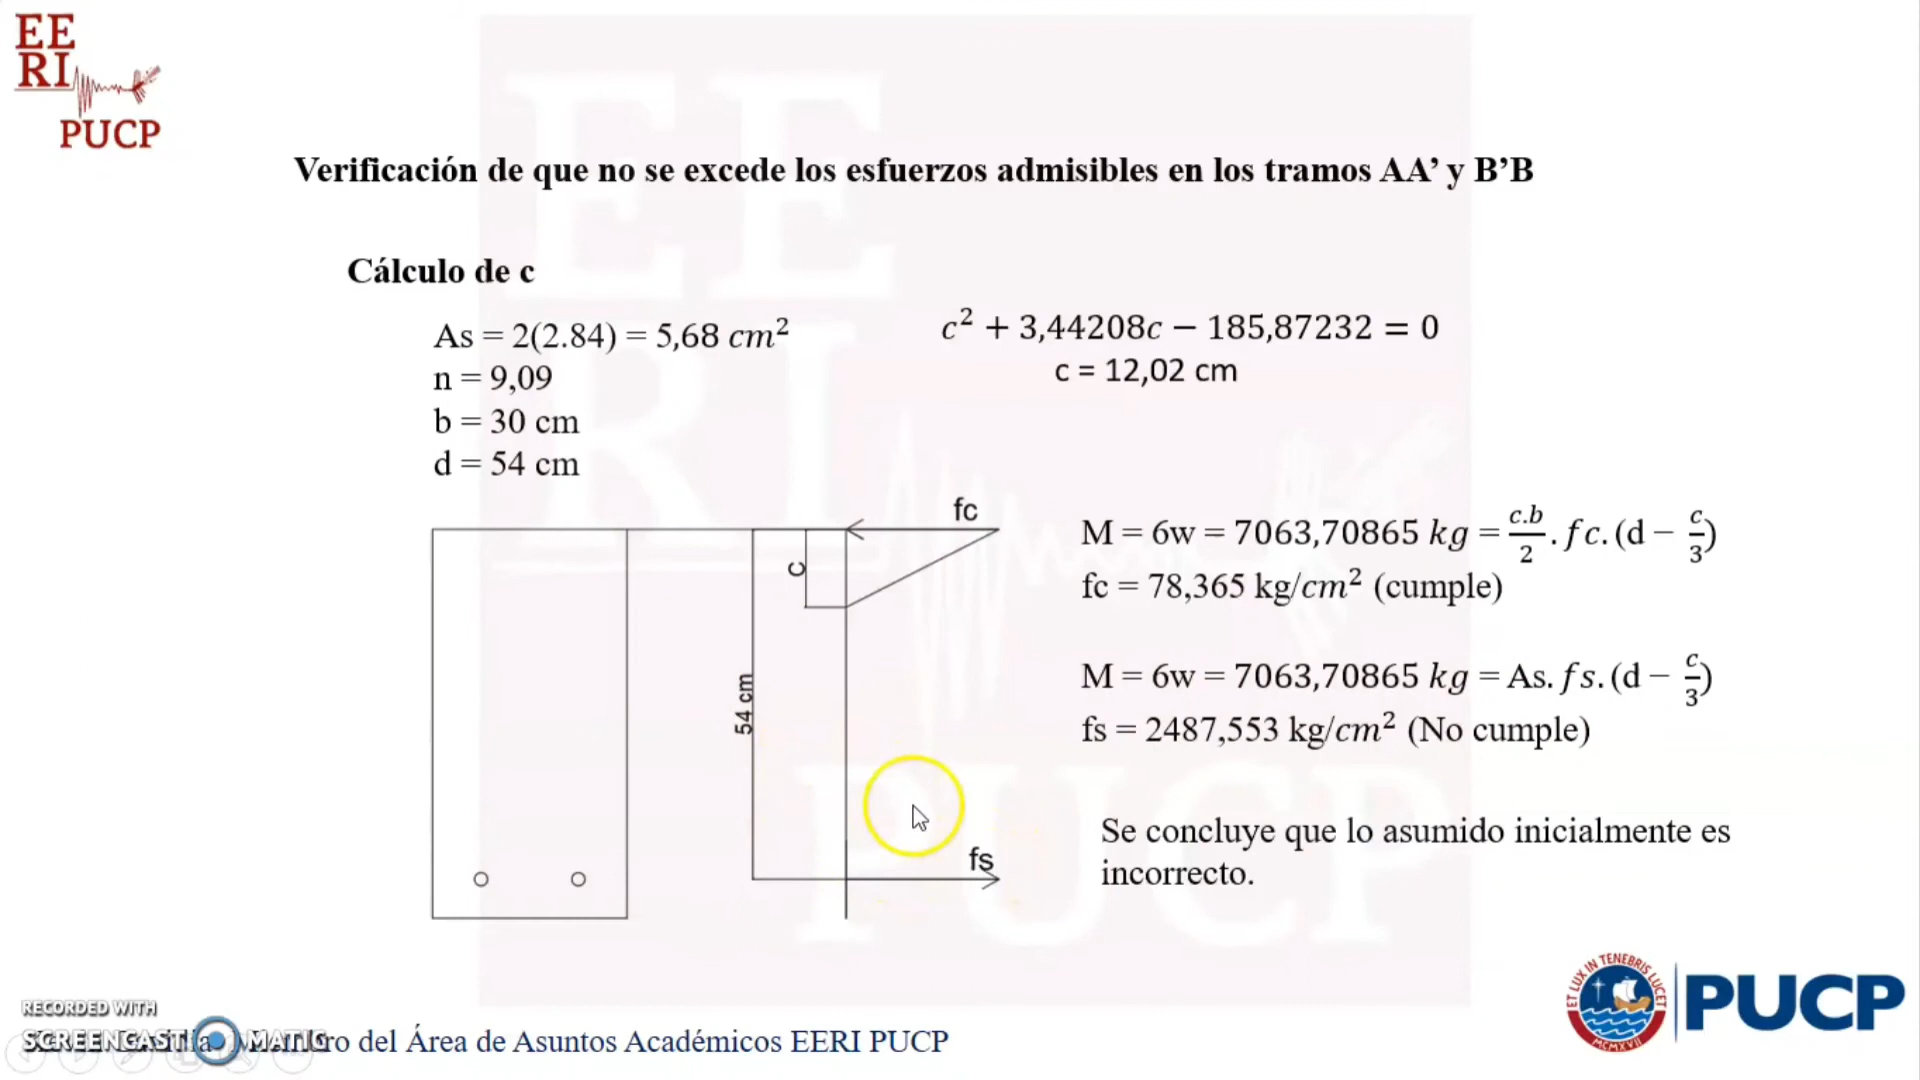 EE
RI
PUCP
Verificación de que no se excede los esfuerzos admisibles en los tramos AA’ y B’B
Cálculo de c
As = 2(2.84) = 5,68 cm²
n = 9,09
b = 30 cm
d = 54 cm
c² + 3,44208c − 185,87232 = 0
c = 12,02 cm
fc
c
54 cm
fs
M = 6w = 7063,70865 kg = c.b/2 . fc. (d − c/3)
fc = 78,365 kg/cm² (cumple)
M = 6w = 7063,70865 kg = As. fs. (d − c/3)
fs = 2487,553 kg/cm² (No cumple)
Se concluye que lo asumido inicialmente es
incorrecto.
RECORDED WITH
SCREENCAST MATIC
del Área de Asuntos Académicos EERI PUCP
ET LUX IN TENEBRIS LUCET
MCMXVII
PUCP